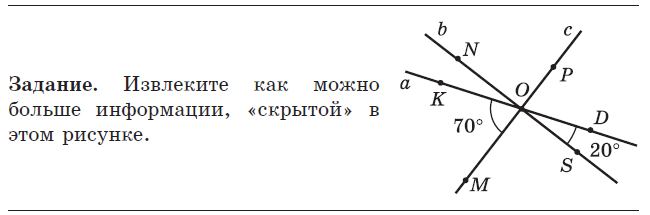 Задание. Извлеките как можно
больше информации, «скрытой» в
этом рисунке.
b
c
N
P
a
K
O
70°
D
20°
S
M